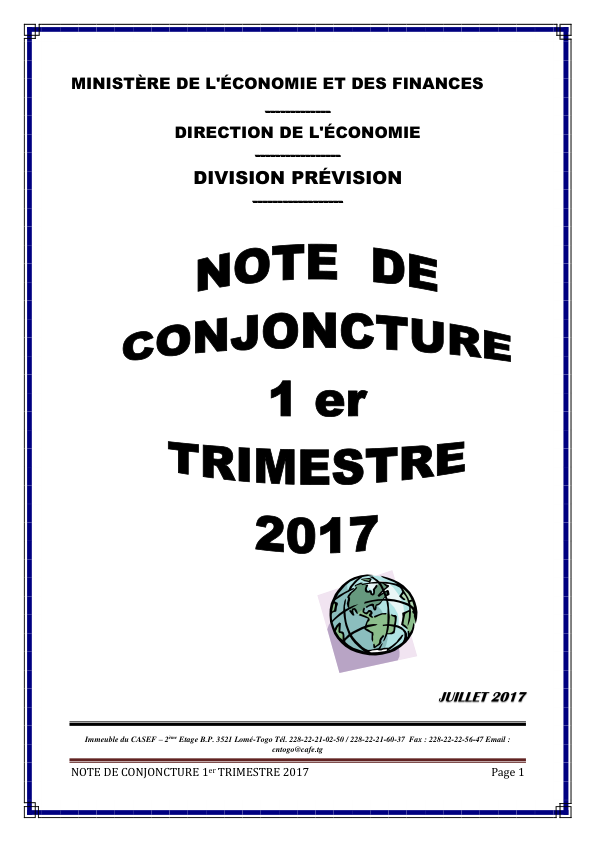 MINISTÈRE DE L'ÉCONOMIE ET DES FINANCES
-------------
DIRECTION DE L'ÉCONOMIE
-----------------
DIVISION PRÉVISION
------------------
NOTE DE
CONJONCTURE
1 er
TRIMESTRE
2017
JUILLET 2017
Immeuble du CASEF – 2ème Etage B.P. 3521 Lomé-Togo Tél. 228-22-21-02-50 / 228-22-21-60-37 Fax : 228-22-22-56-47 Email :
cntogo@cafe.tg
NOTE DE CONJONCTURE 1er TRIMESTRE 2017 Page 1